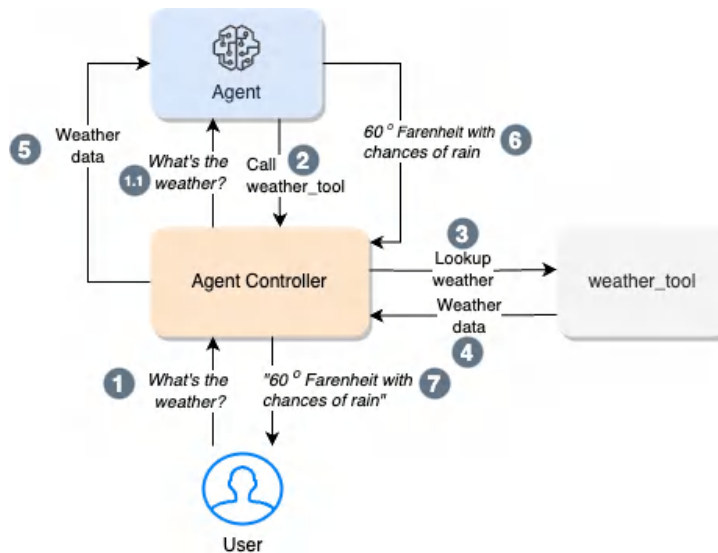 Agent
5
Weather
data
1.1
What's the
weather?
2
Call
weather_tool
60 o Farenheit with
chances of rain
6
Agent Controller
3
Lookup
weather
Weather
data
4
weather_tool
1
What's the
weather?
"60 o Farenheit with
chances of rain"
7
User